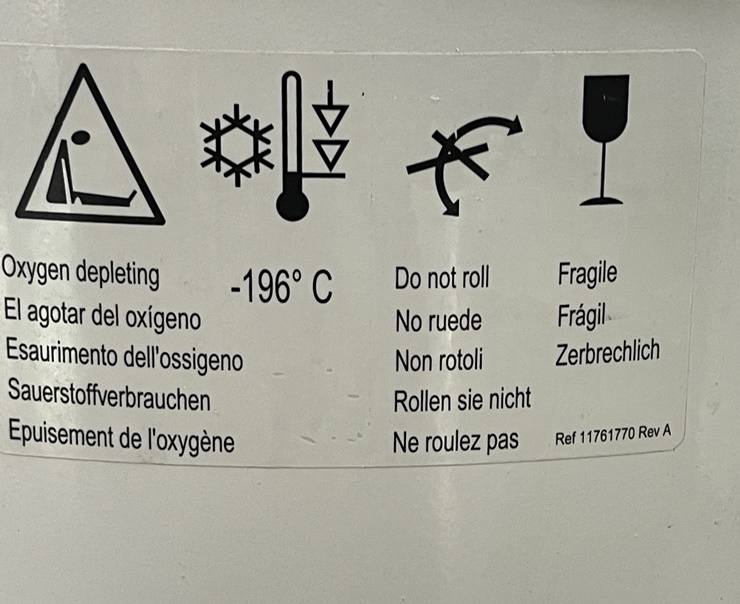 Oxygen depleting
El agotar del oxígeno
Esaurimento dell'ossigeno
Sauerstoffverbrauchen
Epuisement de l'oxygène
-196° C
Do not roll
No ruede
Non rotoli
Rollen sie nicht
Ne roulez pas
Fragile
Frágil
Zerbrechlich
Ref 11761770 Rev A